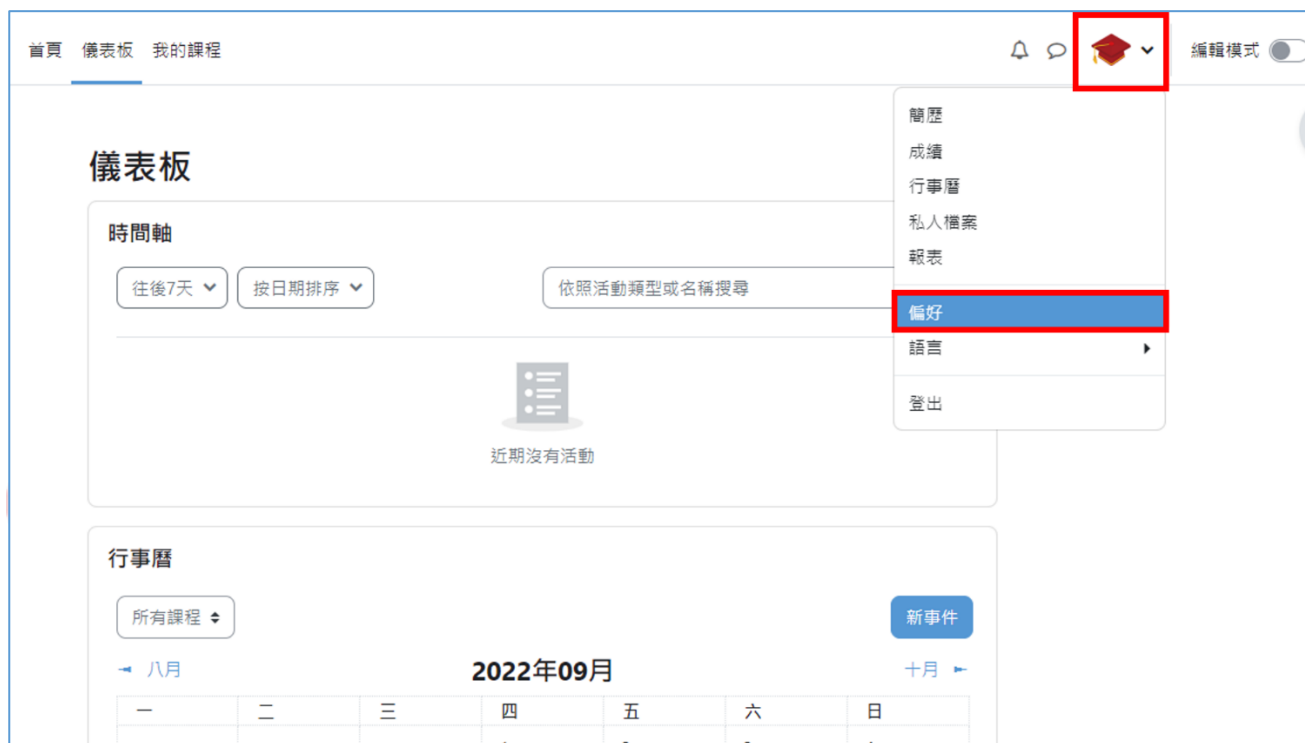 首頁 儀表板 我的課程 編輯模式
簡歷
成績
行事曆
私人檔案
報表
偏好
語言
登出
儀表板
時間軸
往後7天 按日期排序 依照活動類型或名稱搜尋
近期沒有活動
行事曆
所有課程 新事件
八月 2022年09月 十月
一 二 三 四 五 六 日